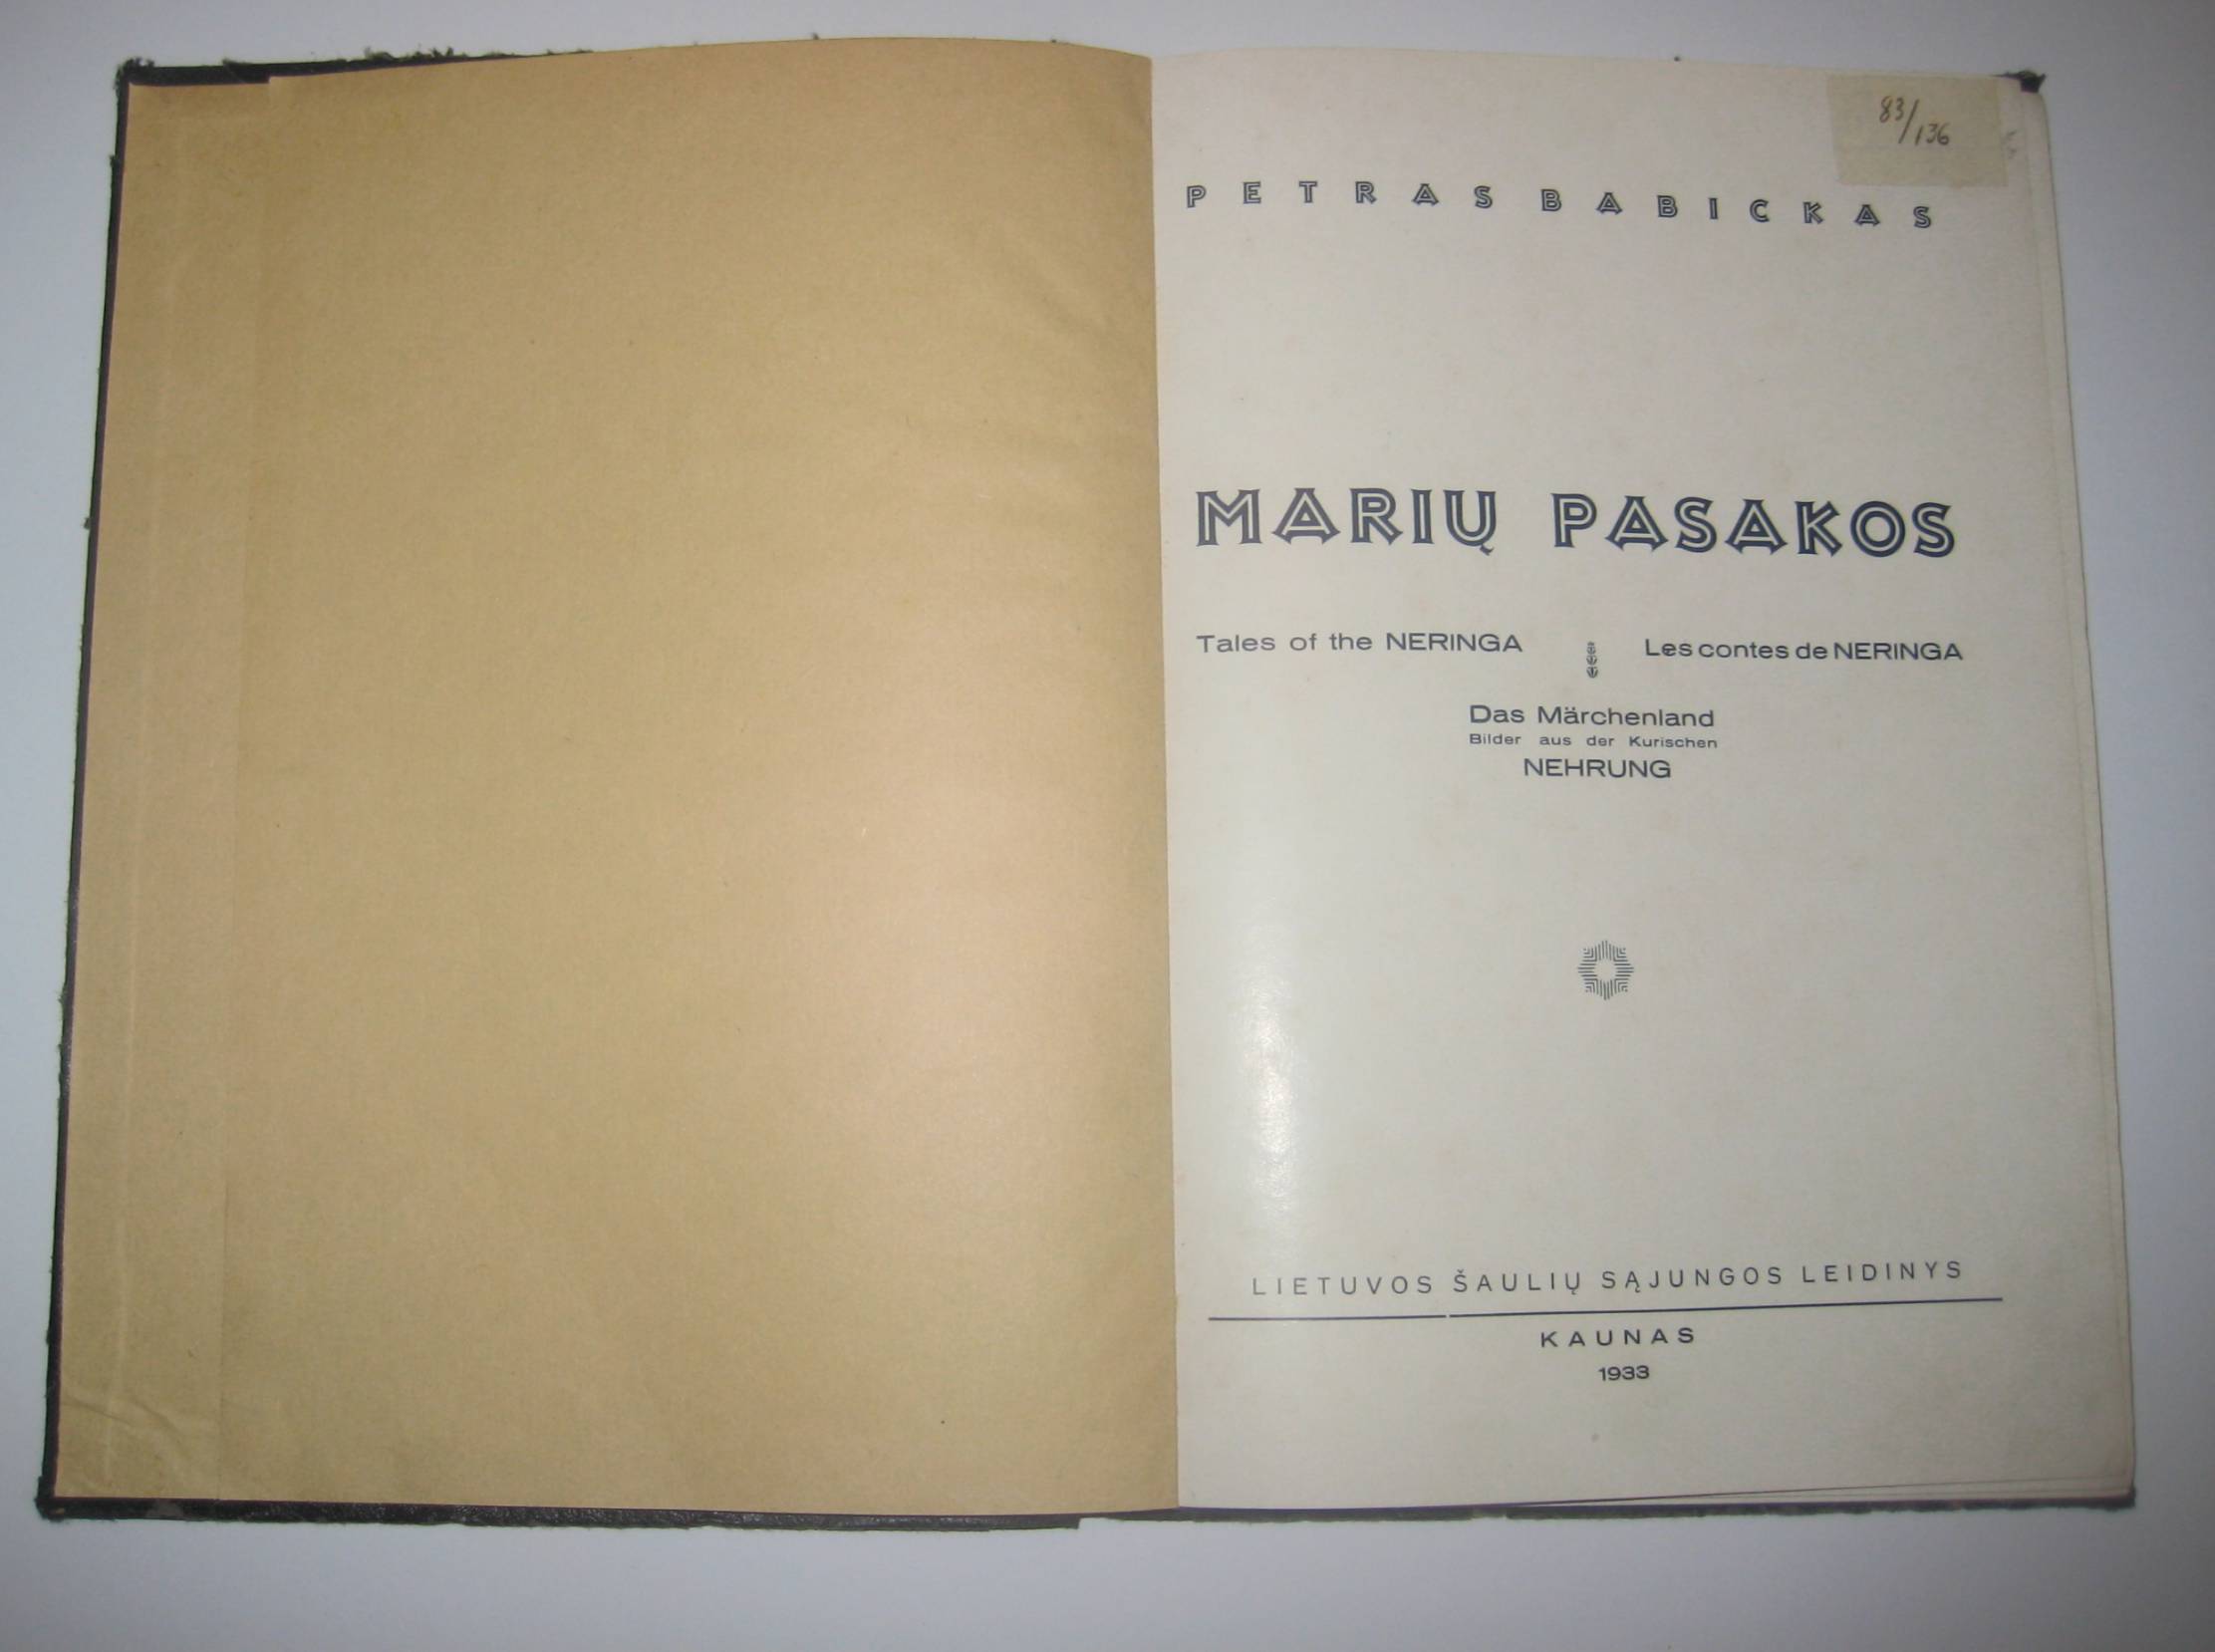 83/136
PETRAS BABICKAS
MARIŲ PASAKOS
Tales of the NERINGA
Les contes de NERINGA
Das Märchenland
Bilder aus der Kurischen
NEHRUNG
LIETUVOS ŠAULIŲ SĄJUNGOS LEIDINYS
KAUNAS
1933